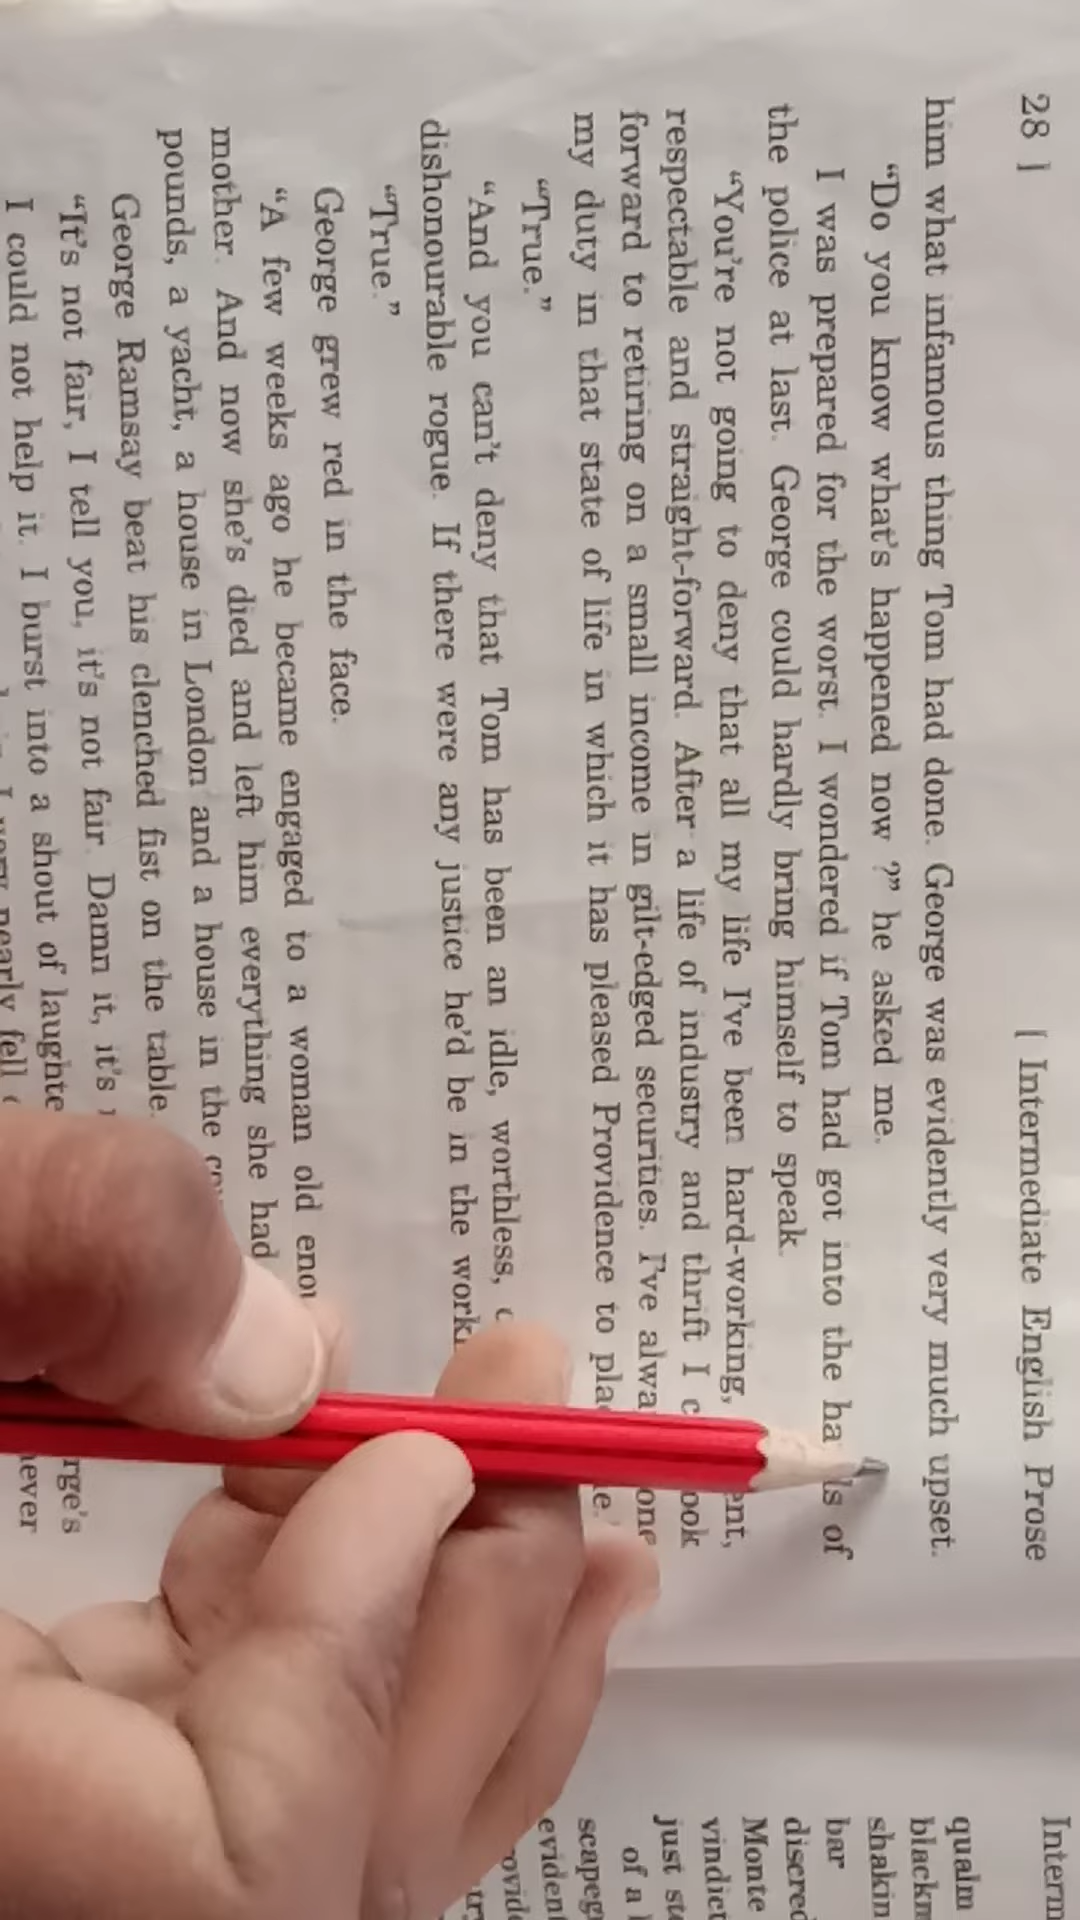 28 ] [ Intermediate English Prose
him what infamous thing Tom had done. George was evidently very much upset.
“Do you know what's happened now ?” he asked me.
I was prepared for the worst. I wondered if Tom had got into the of
the police at last. George could hardly bring himself to speak.
“You're not going to deny that all my life I've been hard-working,
respectable and straight-forward. After a life of industry and thrift I
forward to retiring on a small income in gilt-edged securities. I've
my duty in that state of life in which it has pleased Providence to
“True.”
“And you can't deny that Tom has been an idle, worthless,
dishonourable rogue. If there were any justice he'd be in the
“True.”
George grew red in the face.
“A few weeks ago he became engaged to a woman old
mother. And now she's died and left him everything she had
pounds, a yacht, a house in London and a house in the
George Ramsay beat his clenched fist on the table.
“It's not fair, I tell you, it's not fair. Damn it, it's
I could not help it. I burst into a shout of
nearly fell
qualm
bar
Monte